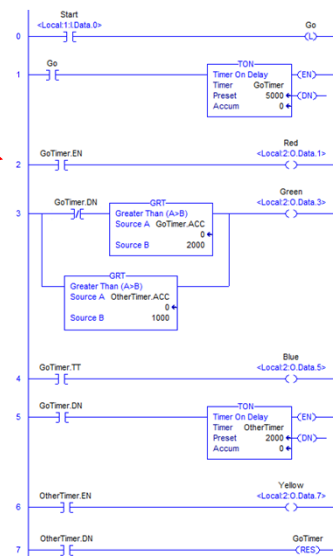 Start
<Local:1:I.Data.0>
Go
0
(L)
Go
TON
1
Timer On Delay
(EN)
Timer GoTimer
Preset 5000
(DN)
Accum 0
GoTimer.EN
Red
<Local:2:O.Data.1>
2
GoTimer.DN
GRT
Green
<Local:2:O.Data.3>
3
Greater Than (A>B)
Source A GoTimer.ACC
0
Source B 2000
GRT
Greater Than (A>B)
Source A OtherTimer.ACC
0
Source B 1000
GoTimer.TT
Blue
<Local:2:O.Data.5>
4
GoTimer.DN
TON
5
Timer On Delay
(EN)
Timer OtherTimer
Preset 2000
(DN)
Accum 0
OtherTimer.EN
Yellow
<Local:2:O.Data.7>
6
OtherTimer.DN
GoTimer
7
(RES)